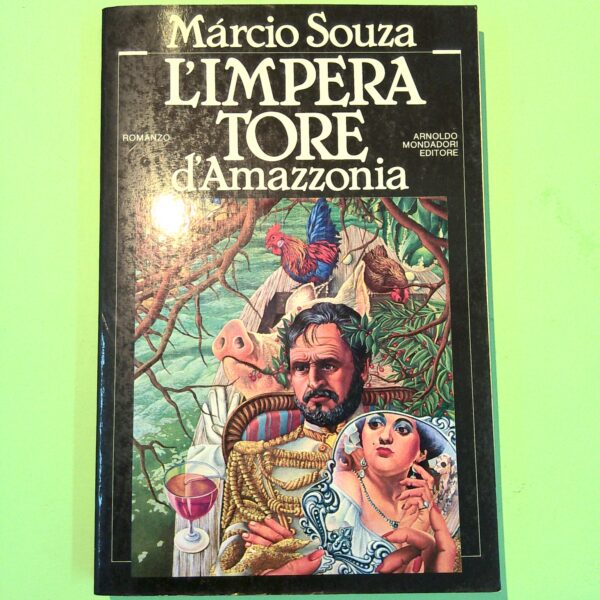 Márcio Souza
L'IMPERA
TORE
d'Amazzonia
ROMANZO
ARNOLDO
MONDADORI
EDITORE